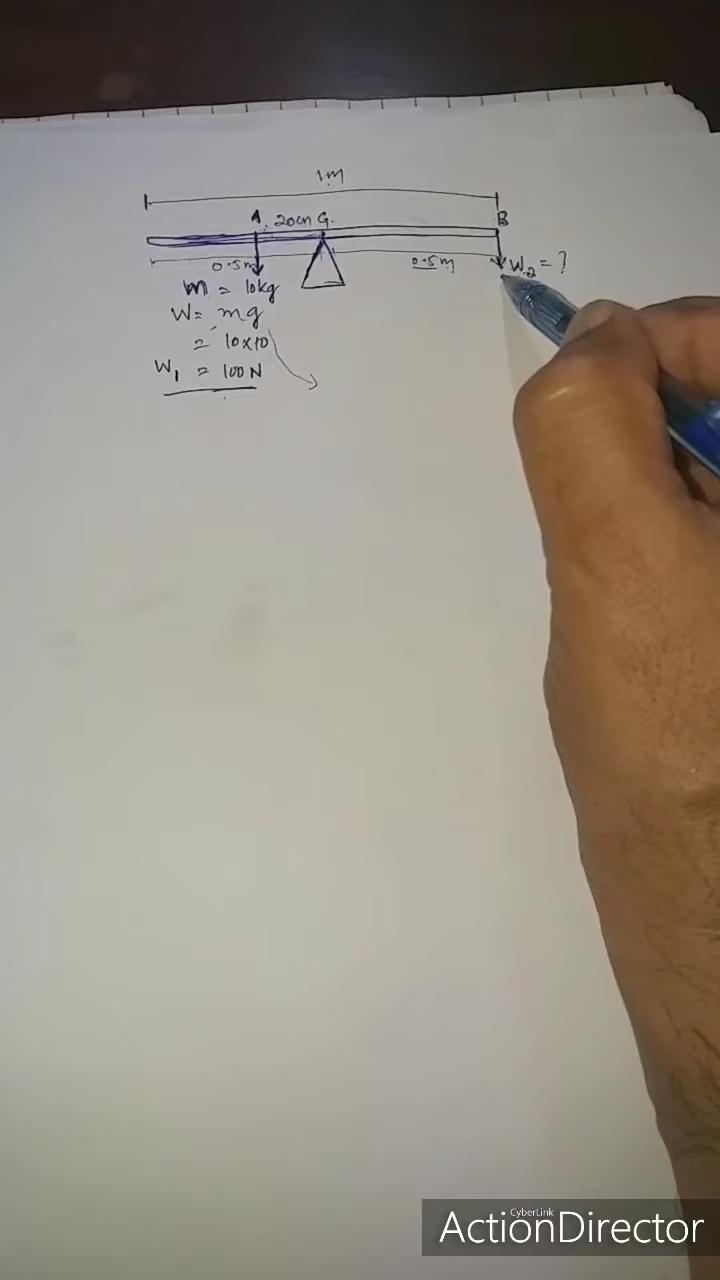 1m
A 20cm G B
0.5m 0.5m W2 = ?
m = 10kg
W = mg
= 10x10
W1 = 100N
CyberLink
ActionDirector